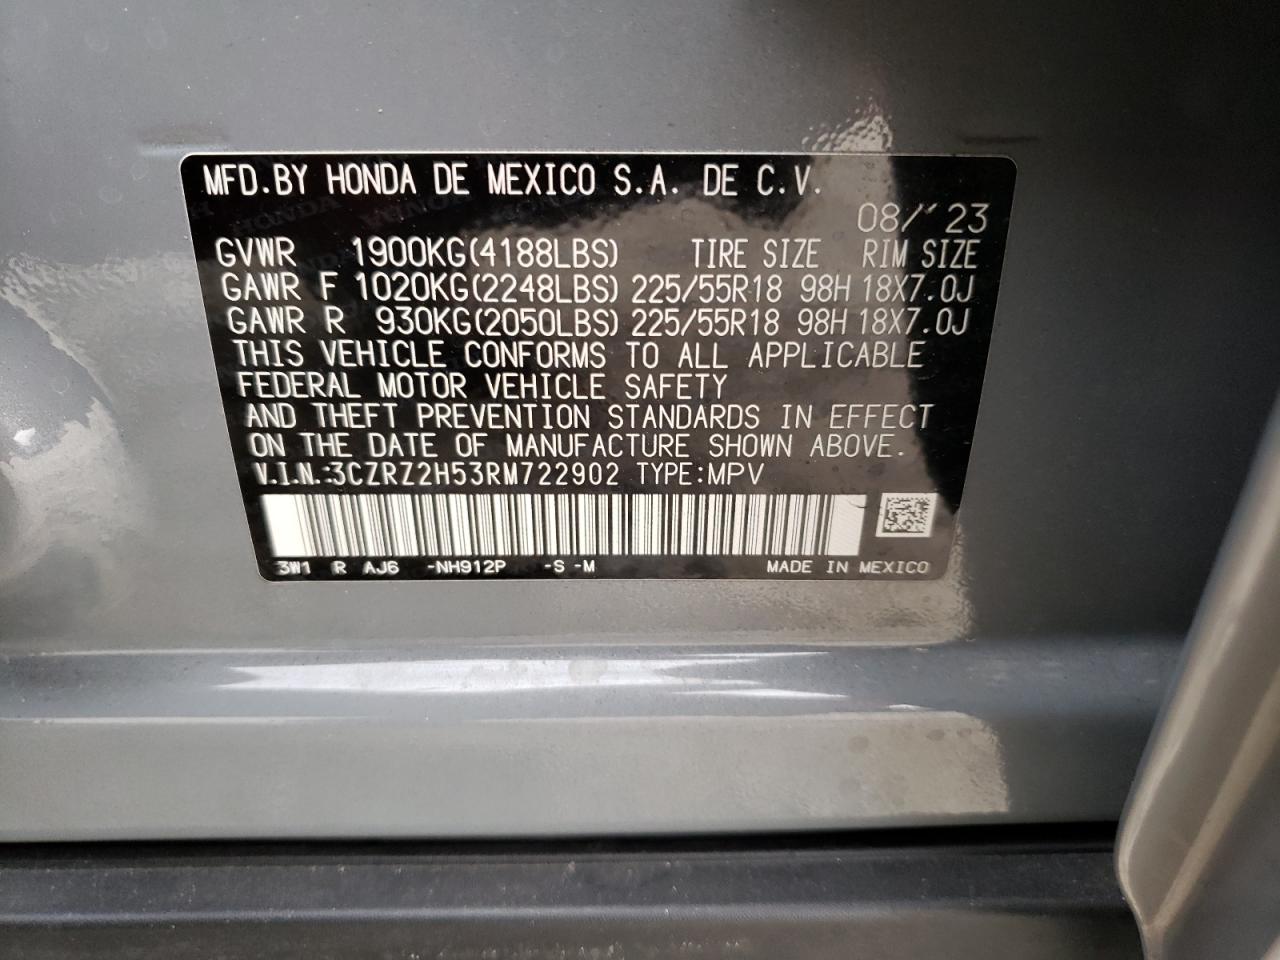 MFD.BY HONDA DE MEXICO S.A. DE C.V.
08/ 23
GVWR 1900KG(4188LBS) TIRE SIZE RIM SIZE
GAWR F 1020KG(2248LBS) 225/55R18 98H 18X7.0J
GAWR R 930KG(2050LBS) 225/55R18 98H 18X7.0J
THIS VEHICLE CONFORMS TO ALL APPLICABLE
FEDERAL MOTOR VEHICLE SAFETY
AND THEFT PREVENTION STANDARDS IN EFFECT
ON THE DATE OF MANUFACTURE SHOWN ABOVE.
V.I.N.:3CZRZ2H53RM722902 TYPE:MPV
3W1 R AJ6 -NH912P -S -M MADE IN MEXICO